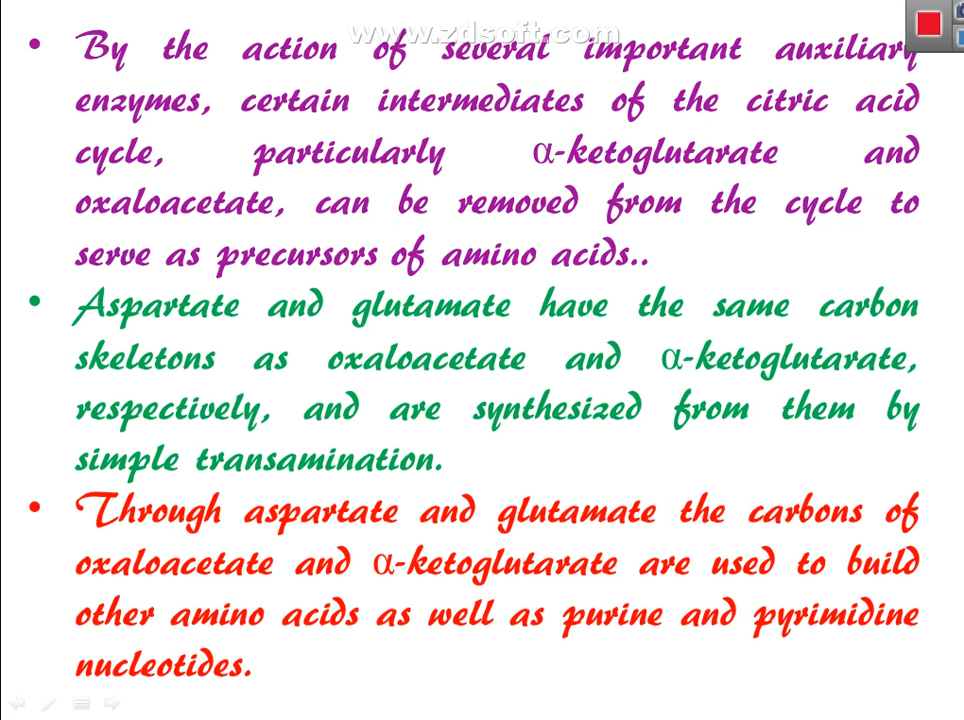 www.zdsoft.com
• By the action of several important auxiliary
enzymes, certain intermediates of the citric acid
cycle, particularly α-ketoglutarate and
oxaloacetate, can be removed from the cycle to
serve as precursors of amino acids..
• Aspartate and glutamate have the same carbon
skeletons as oxaloacetate and α-ketoglutarate,
respectively, and are synthesized from them by
simple transamination.
• Through aspartate and glutamate the carbons of
oxaloacetate and α-ketoglutarate are used to build
other amino acids as well as purine and pyrimidine
nucleotides.